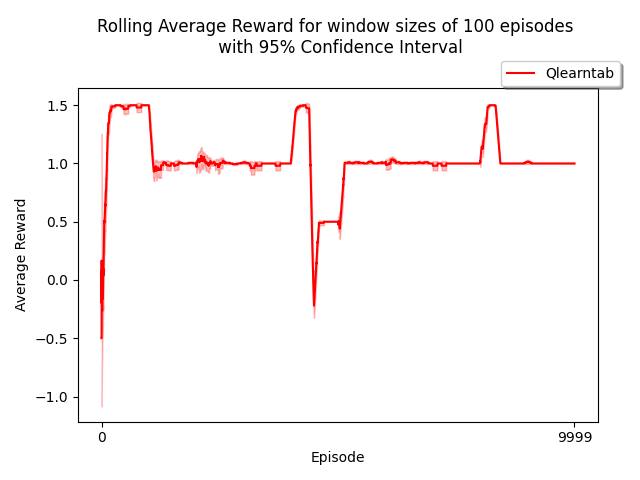 Rolling Average Reward for window sizes of 100 episodes
with 95% Confidence Interval
Qlearntab
1.5
1.0
0.5
0.0
−0.5
−1.0
Average Reward
0
9999
Episode